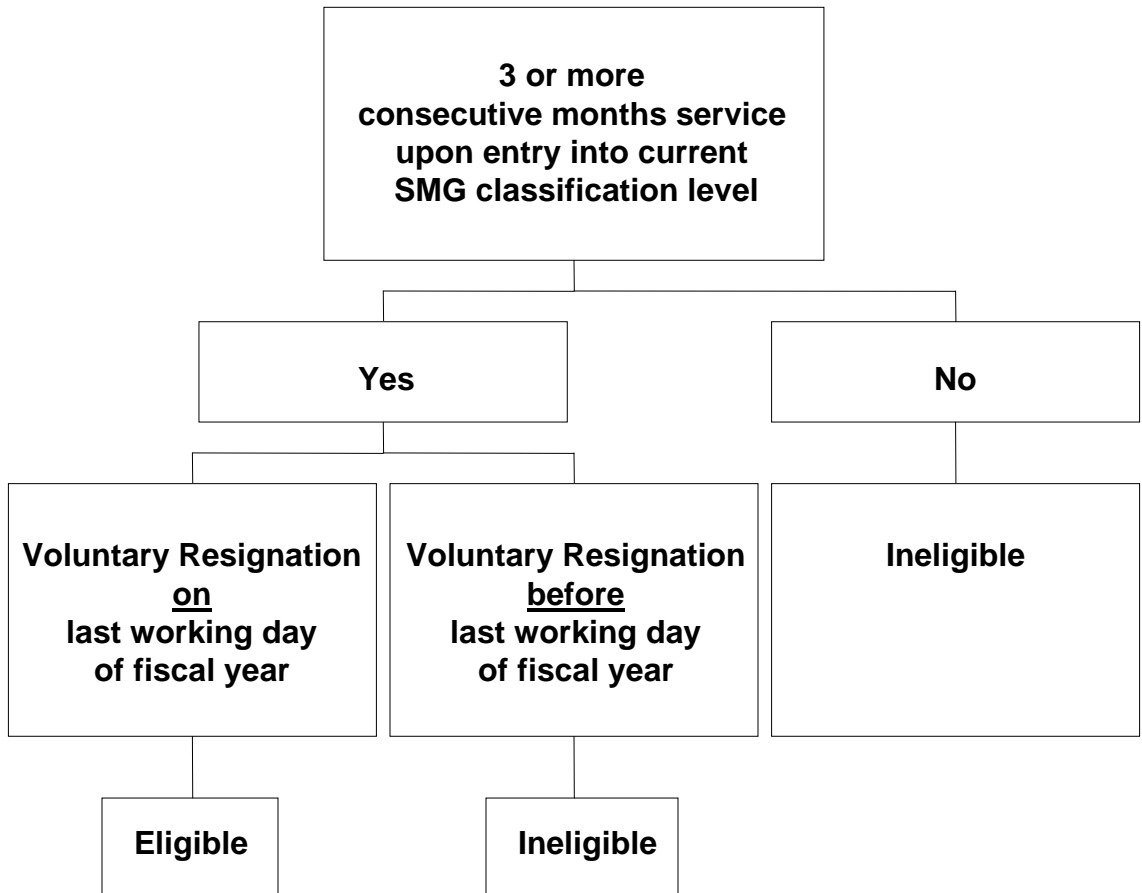 3 or more
consecutive months service
upon entry into current
SMG classification level
Yes
No
Voluntary Resignation
on
last working day
of fiscal year
Voluntary Resignation
before
last working day
of fiscal year
Ineligible
Eligible
Ineligible